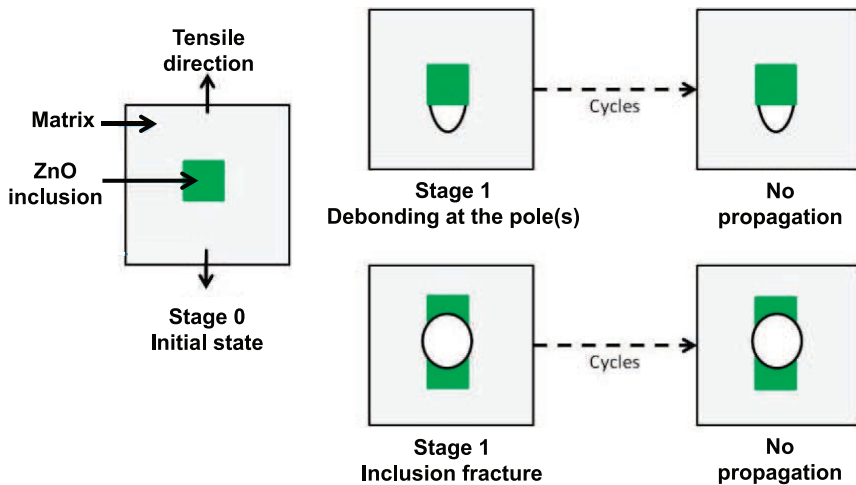 Tensile
direction
Matrix
ZnO
inclusion
Stage 0
Initial state
Cycles
Stage 1
Debonding at the pole(s)
No
propagation
Cycles
Stage 1
Inclusion fracture
No
propagation